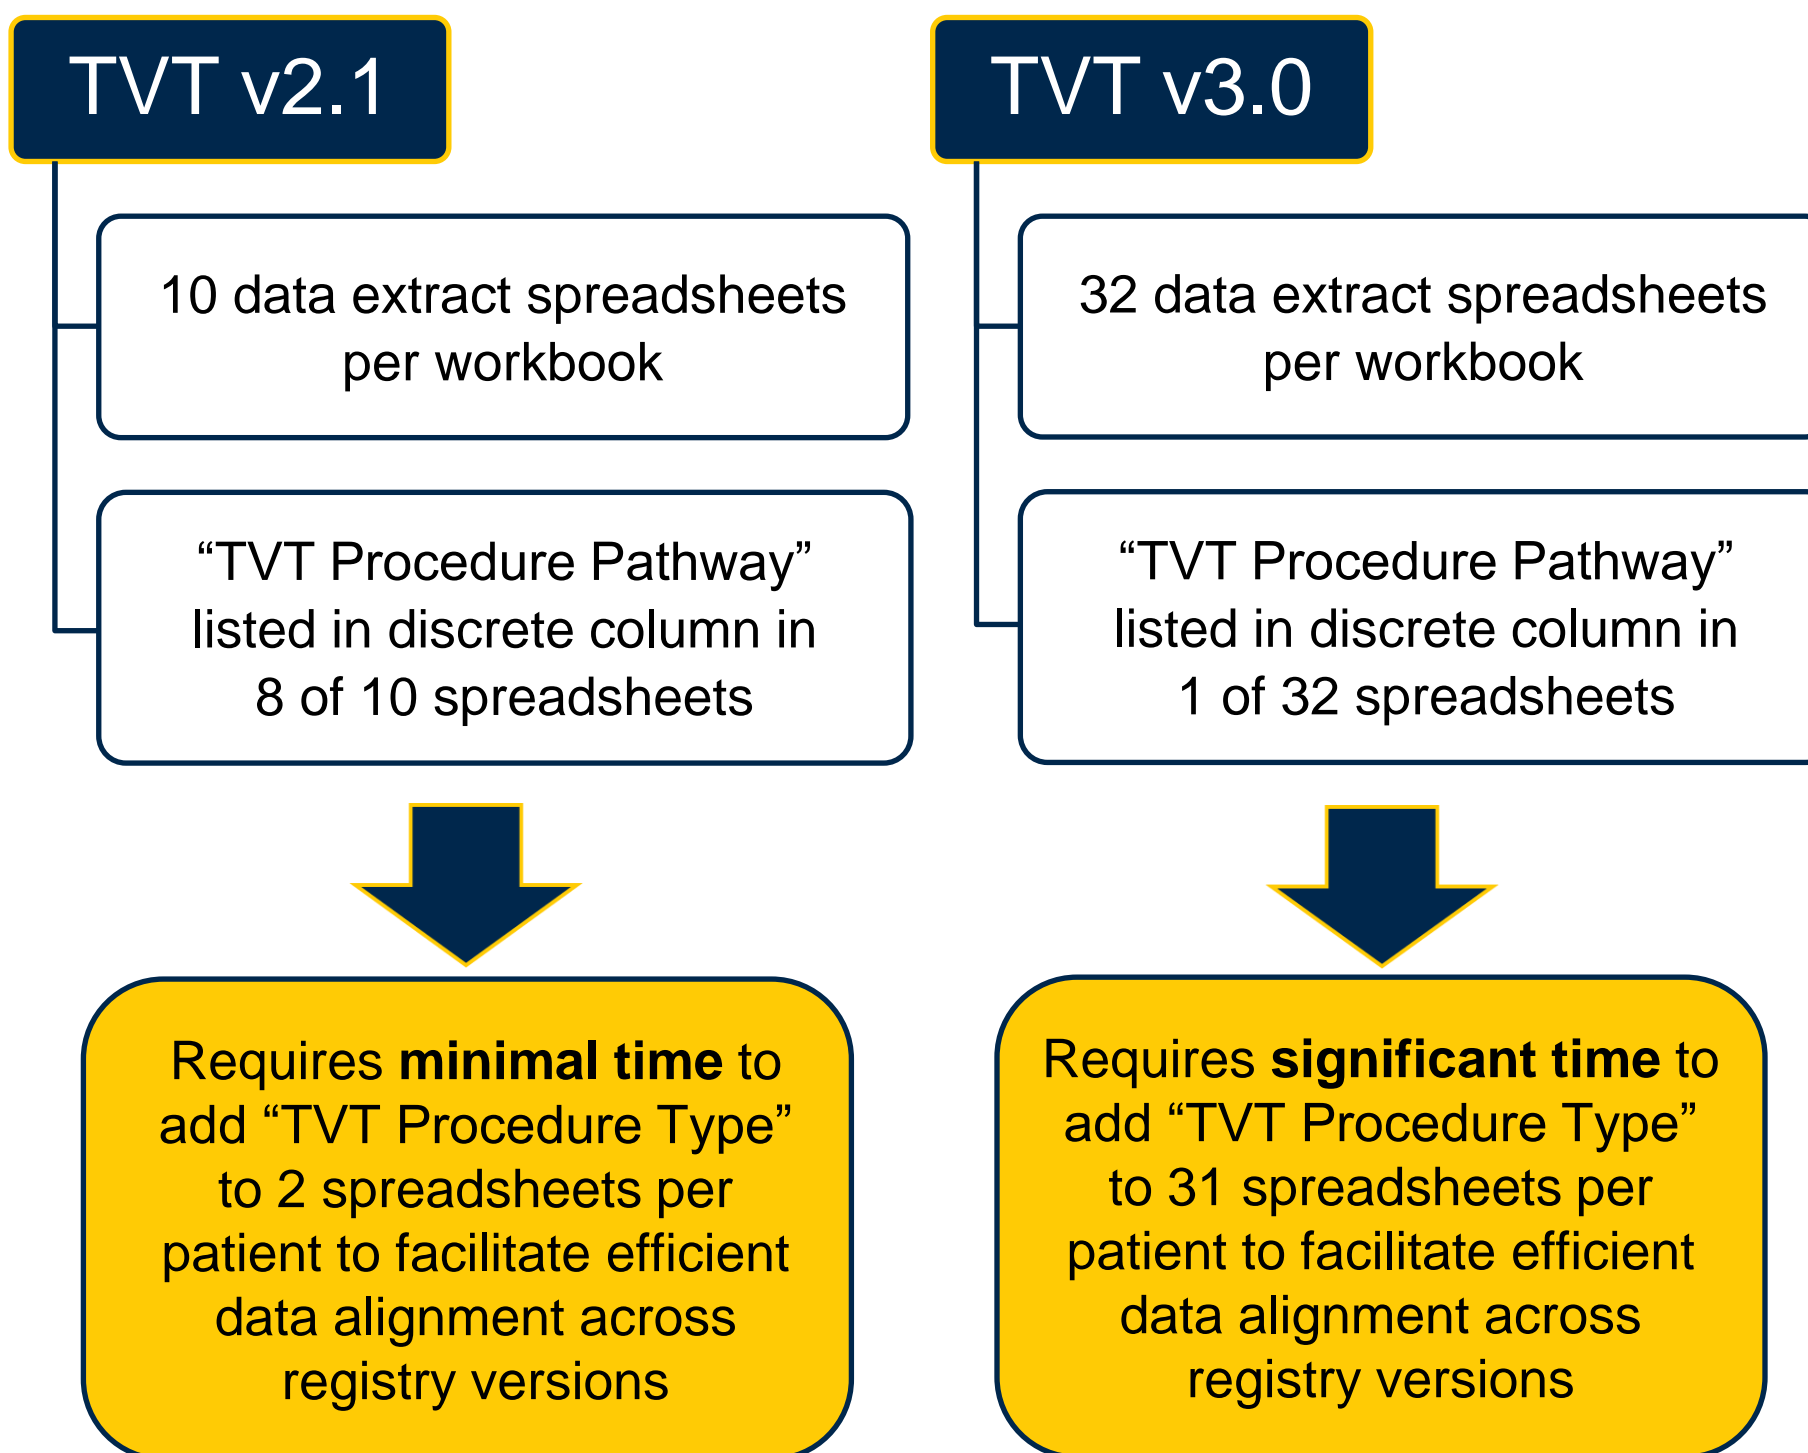 TVT v2.1
10 data extract spreadsheets
per workbook
“TVT Procedure Pathway”
listed in discrete column in
8 of 10 spreadsheets
Requires minimal time to
add “TVT Procedure Type”
to 2 spreadsheets per
patient to facilitate efficient
data alignment across
registry versions
TVT v3.0
32 data extract spreadsheets
per workbook
“TVT Procedure Pathway”
listed in discrete column in
1 of 32 spreadsheets
Requires significant time to
add “TVT Procedure Type”
to 31 spreadsheets per
patient to facilitate efficient
data alignment across
registry versions